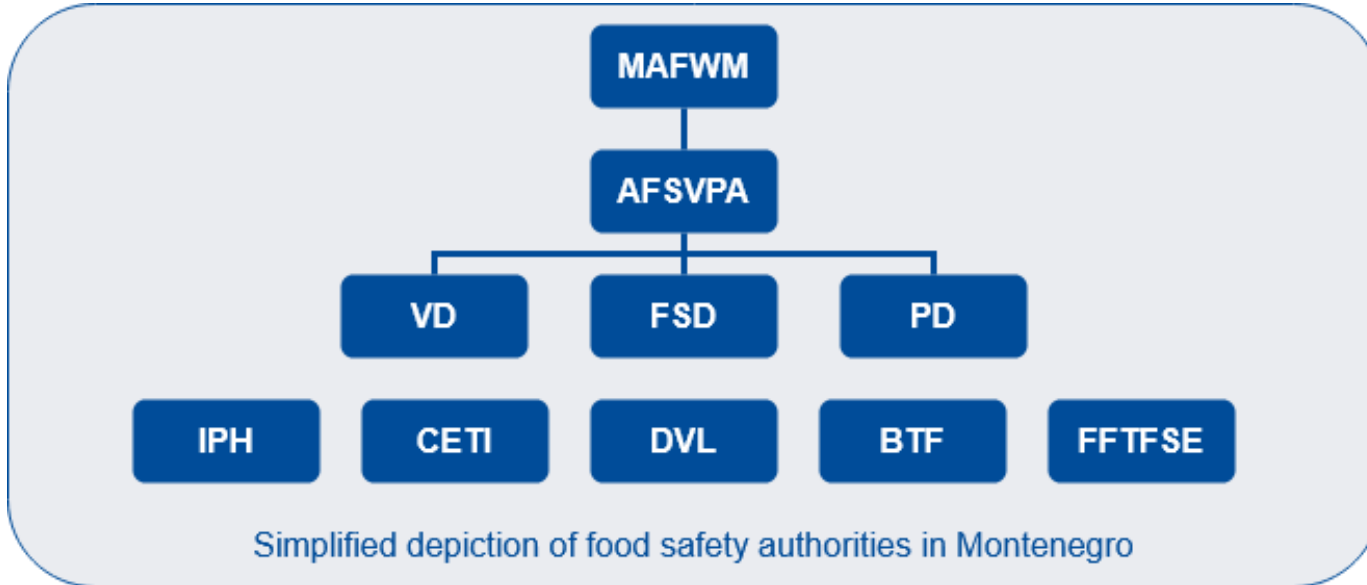 MAFWM
AFSVPA
VD FSD PD
IPH CETI DVL BTF FFTFSE
Simplified depiction of food safety authorities in Montenegro